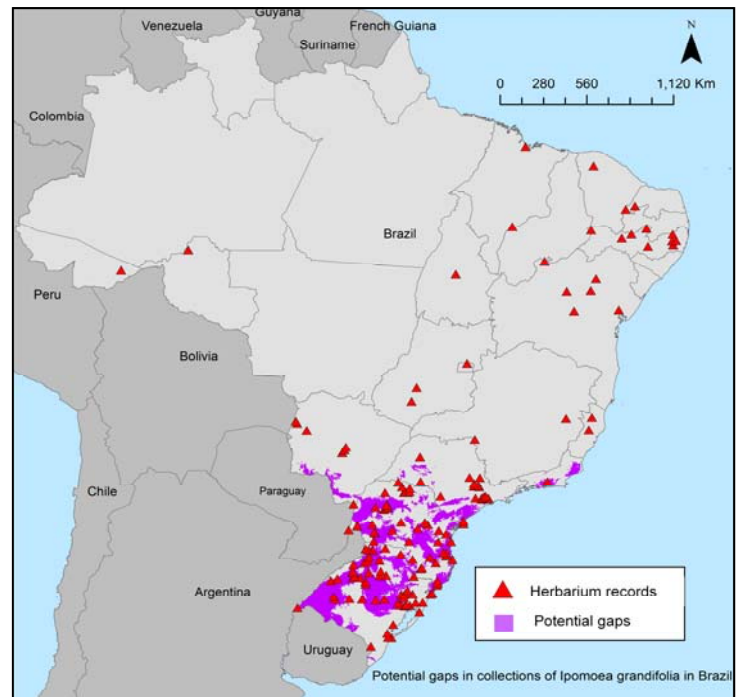 Guyana
French Guiana
Venezuela
Suriname
N
0 280 560 1,120 Km
Colombia
Brazil
Peru
Bolivia
Paraguay
Chile
Argentina
Uruguay
Herbarium records
Potential gaps
Potential gaps in collections of Ipomoea grandifolia in Brazil